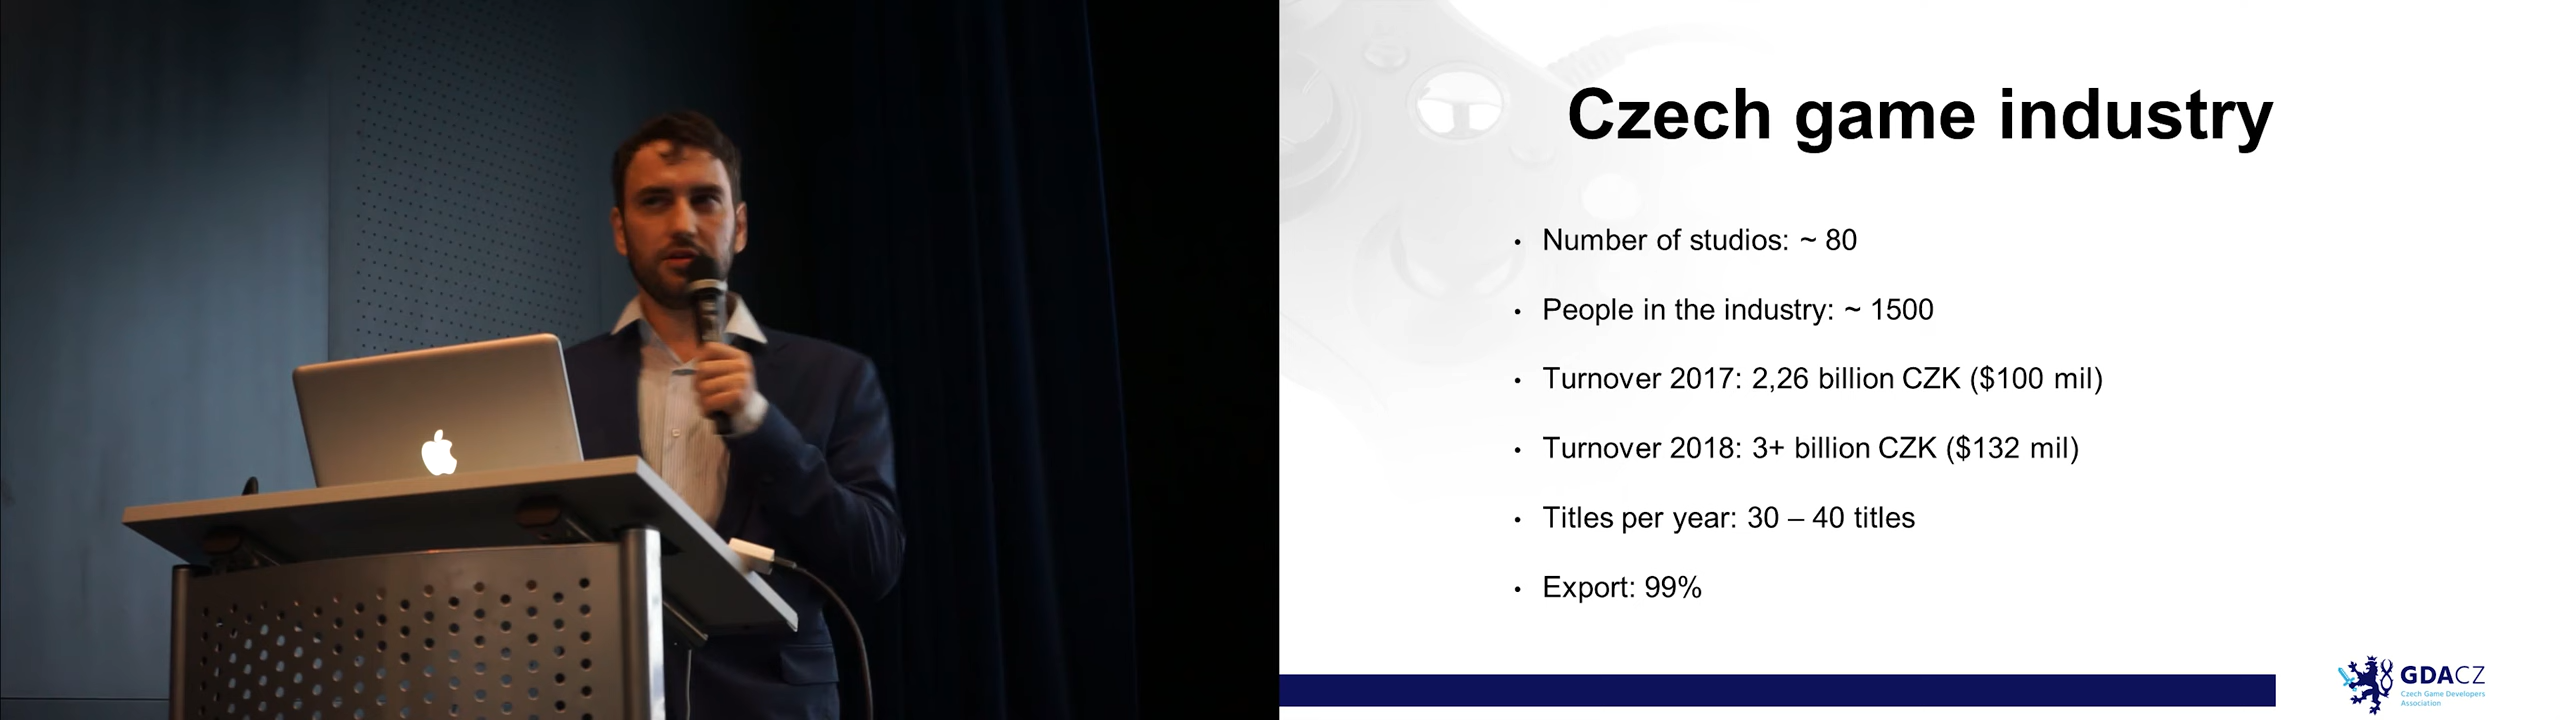 Czech game industry
• Number of studios: ~ 80
• People in the industry: ~ 1500
• Turnover 2017: 2,26 billion CZK ($100 mil)
• Turnover 2018: 3+ billion CZK ($132 mil)
• Titles per year: 30 – 40 titles
• Export: 99%
GDACZ
Czech Game Developers
Association